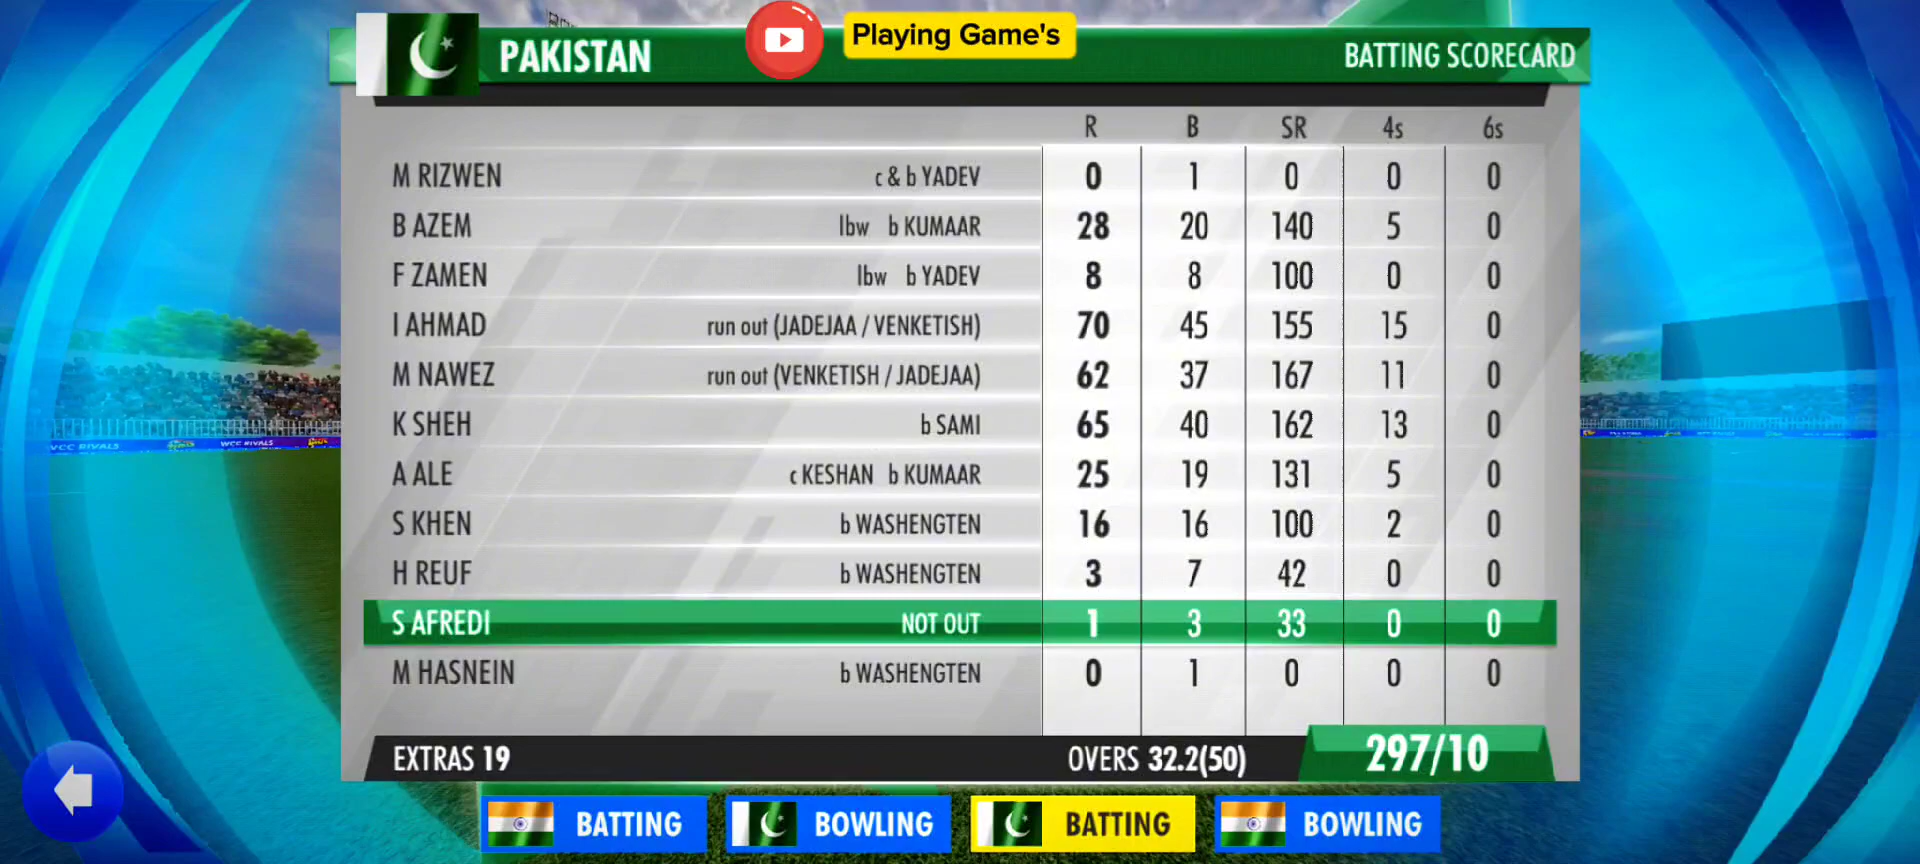 PAKISTAN
Playing Game's
BATTING SCORECARD
R B SR 4s 6s
M RIZWEN c & b YADEV 0 1 0 0 0
B AZEM lbw b KUMAAR 28 20 140 5 0
F ZAMEN lbw b YADEV 8 8 100 0 0
I AHMAD run out (JADEJAA / VENKETISH) 70 45 155 15 0
M NAWEZ run out (VENKETISH / JADEJAA) 62 37 167 11 0
K SHEH b SAMI 65 40 162 13 0
A ALE c KESHAN b KUMAAR 25 19 131 5 0
S KHEN b WASHENGTEN 16 16 100 2 0
H REUF b WASHENGTEN 3 7 42 0 0
S AFREDI NOT OUT 1 3 33 0 0
M HASNEIN b WASHENGTEN 0 1 0 0 0
EXTRAS 19 OVERS 32.2(50) 297/10
BATTING BOWLING BATTING BOWLING
WCC RIVALS
WCC RIVALS